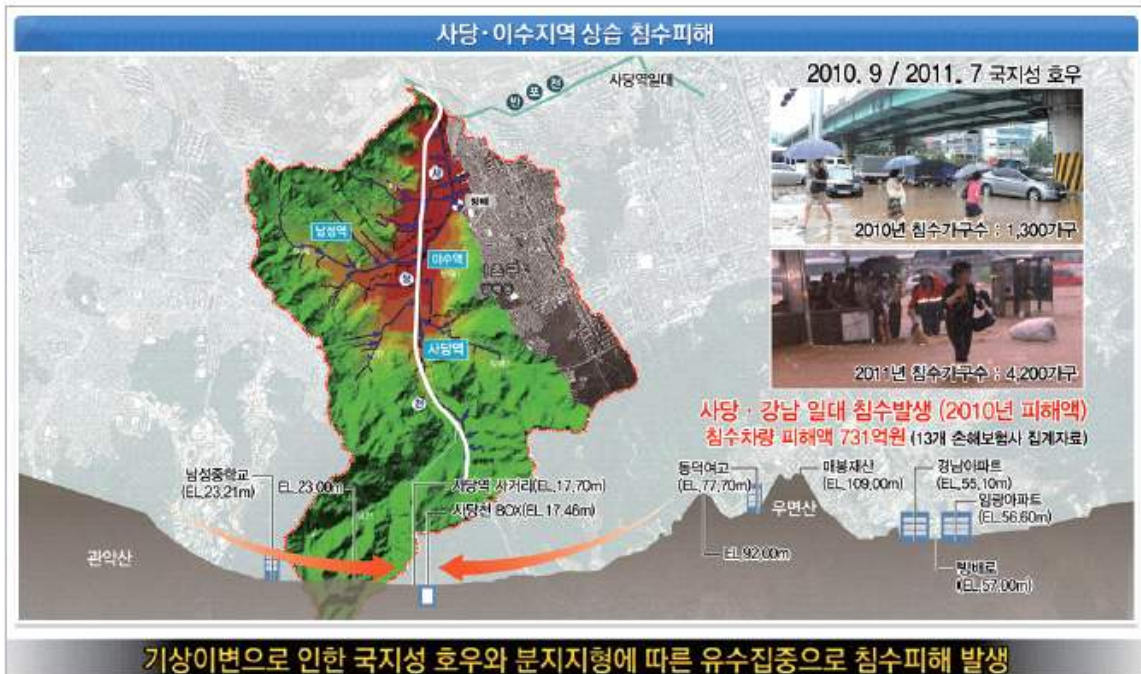 사당·이수지역 상습 침수피해
2010. 9 / 2011. 7 국지성 호우
사당역일대
반포천
사
방배
남성역
이수역
당
사당역
천
2010년 침수가구수 : 1,300가구
2011년 침수가구수 : 4,200가구
사당·강남 일대 침수발생 (2010년 피해액)
침수차량 피해액 731억원 (13개 손해보험사 집계자료)
남성중학교
(EL.23.21m)
EL.23.00m
사당역 사거리(EL.17.70m)
사당천 BOX(EL.17.46m)
동덕여고
(EL.77.70m)
매봉재산
(EL.109.00m)
경남아파트
(EL.55.10m)
임광아파트
(EL.56.60m)
우면산
관악산
EL.92.00m
방배로
(EL.57.00m)
기상이변으로 인한 국지성 호우와 분지지형에 따른 유수집중으로 침수피해 발생